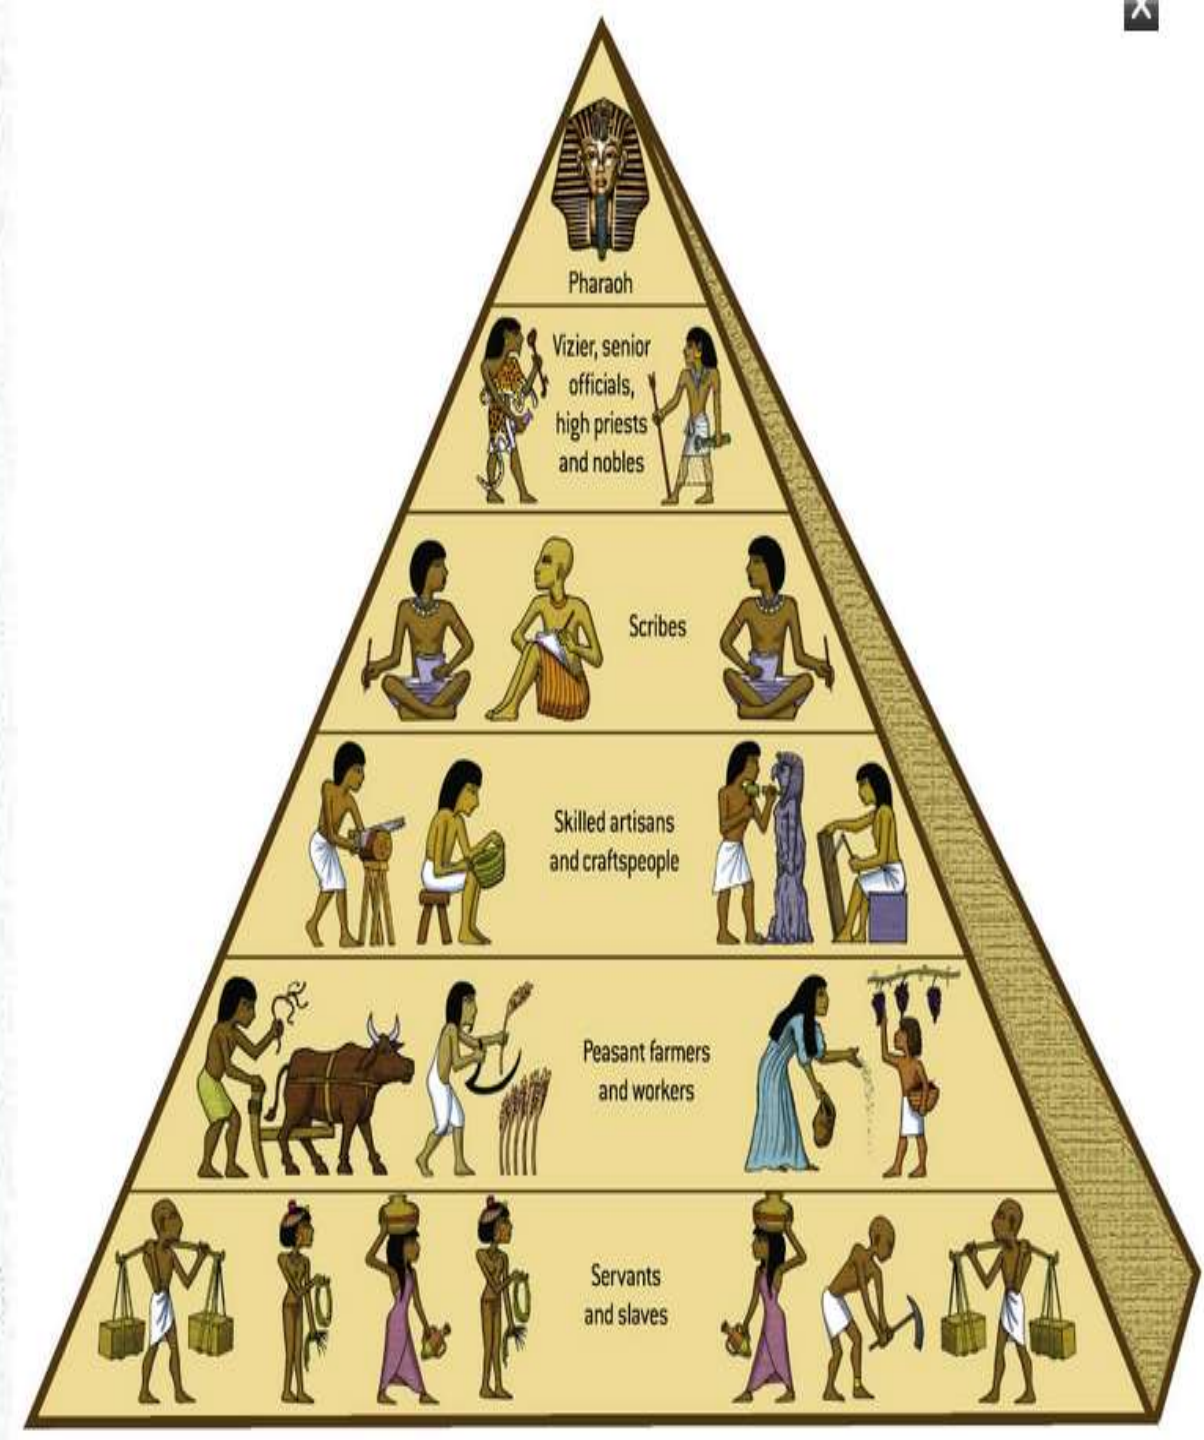 Pharaoh
Vizier, senior
officials,
high priests
and nobles
Scribes
Skilled artisans
and craftspeople
Peasant farmers
and workers
Servants
and slaves